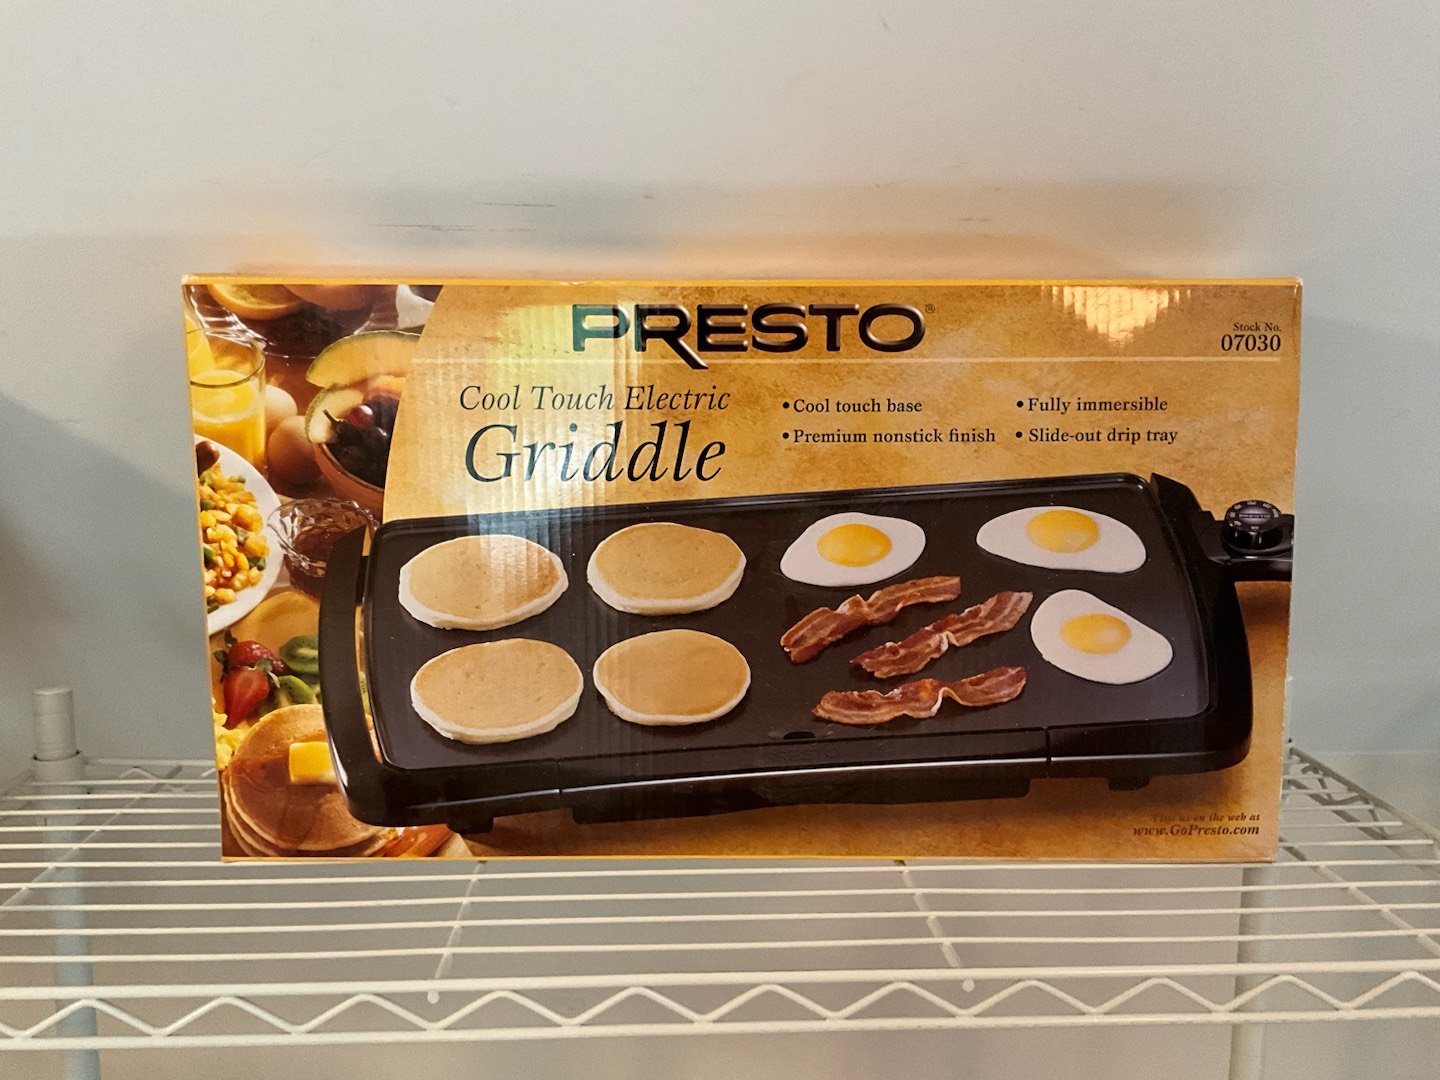 PRESTO®
Stock No.
07030
Cool Touch Electric
Griddle
• Cool touch base
• Premium nonstick finish
• Fully immersible
• Slide-out drip tray
PRESTO
Visit us on the web at
www.GoPresto.com